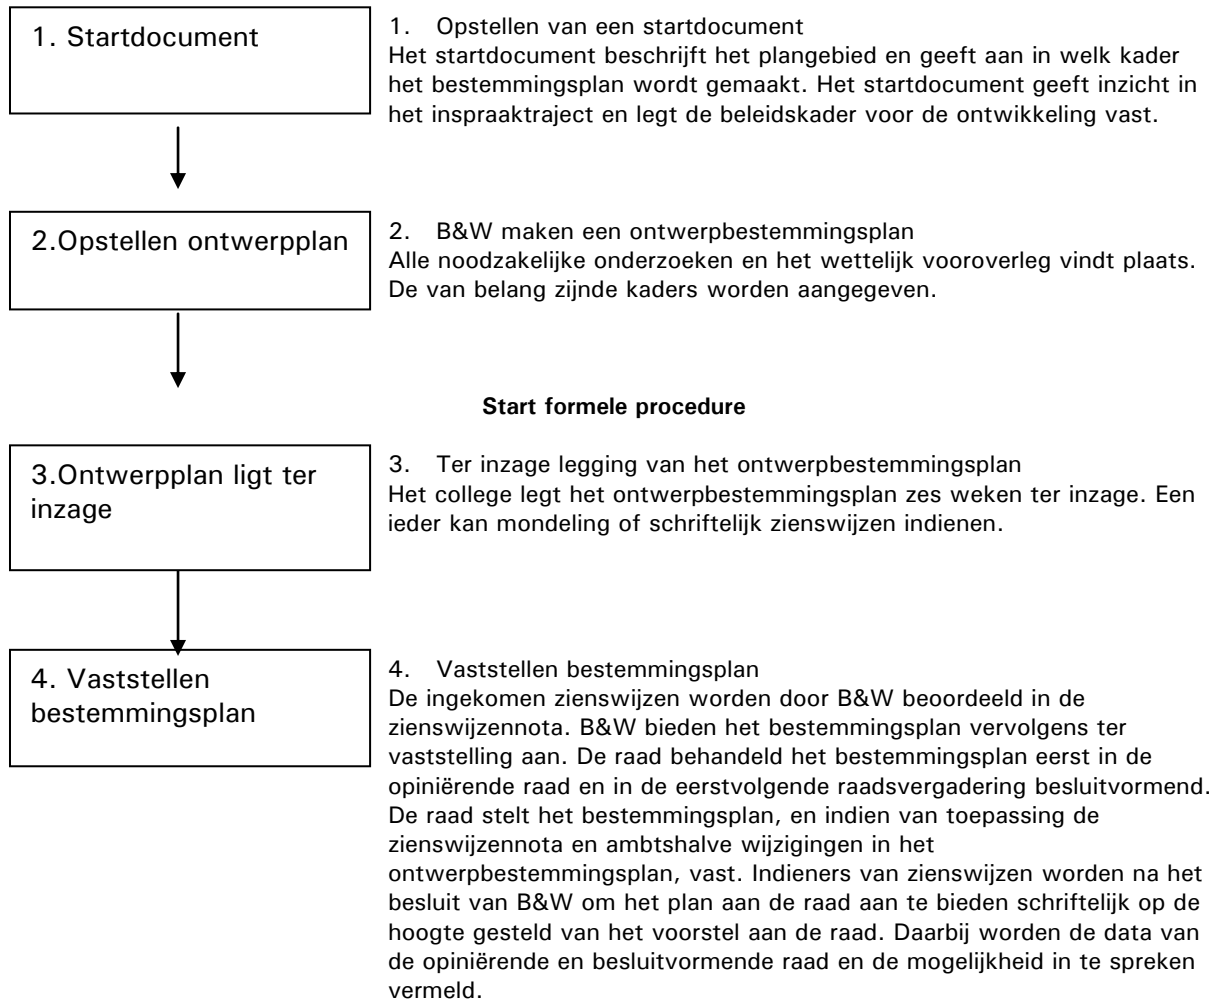 1. Startdocument
1. Opstellen van een startdocument
Het startdocument beschrijft het plangebied en geeft aan in welk kader
het bestemmingsplan wordt gemaakt. Het startdocument geeft inzicht in
het inspraaktraject en legt de beleidskader voor de ontwikkeling vast.
2.Opstellen ontwerpplan
2. B&W maken een ontwerpbestemmingsplan
Alle noodzakelijke onderzoeken en het wettelijk vooroverleg vindt plaats.
De van belang zijnde kaders worden aangegeven.
Start formele procedure
3.Ontwerpplan ligt ter
inzage
3. Ter inzage legging van het ontwerpbestemmingsplan
Het college legt het ontwerpbestemmingsplan zes weken ter inzage. Een
ieder kan mondeling of schriftelijk zienswijzen indienen.
4. Vaststellen
bestemmingsplan
4. Vaststellen bestemmingsplan
De ingekomen zienswijzen worden door B&W beoordeeld in de
zienswijzennota. B&W bieden het bestemmingsplan vervolgens ter
vaststelling aan. De raad behandeld het bestemmingsplan eerst in de
opiniërende raad en in de eerstvolgende raadsvergadering besluitvormend.
De raad stelt het bestemmingsplan, en indien van toepassing de
zienswijzennota en ambtshalve wijzigingen in het
ontwerpbestemmingsplan, vast. Indieners van zienswijzen worden na het
besluit van B&W om het plan aan de raad aan te bieden schriftelijk op de
hoogte gesteld van het voorstel aan de raad. Daarbij worden de data van
de opiniërende en besluitvormende raad en de mogelijkheid in te spreken
vermeld.